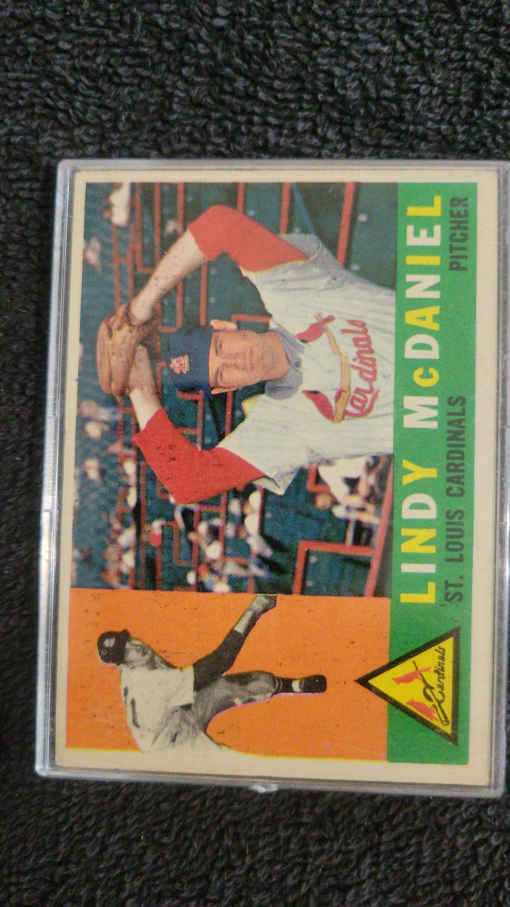 Cardinals
LINDY McDANIEL
ST. LOUIS CARDINALS PITCHER
Cardinals